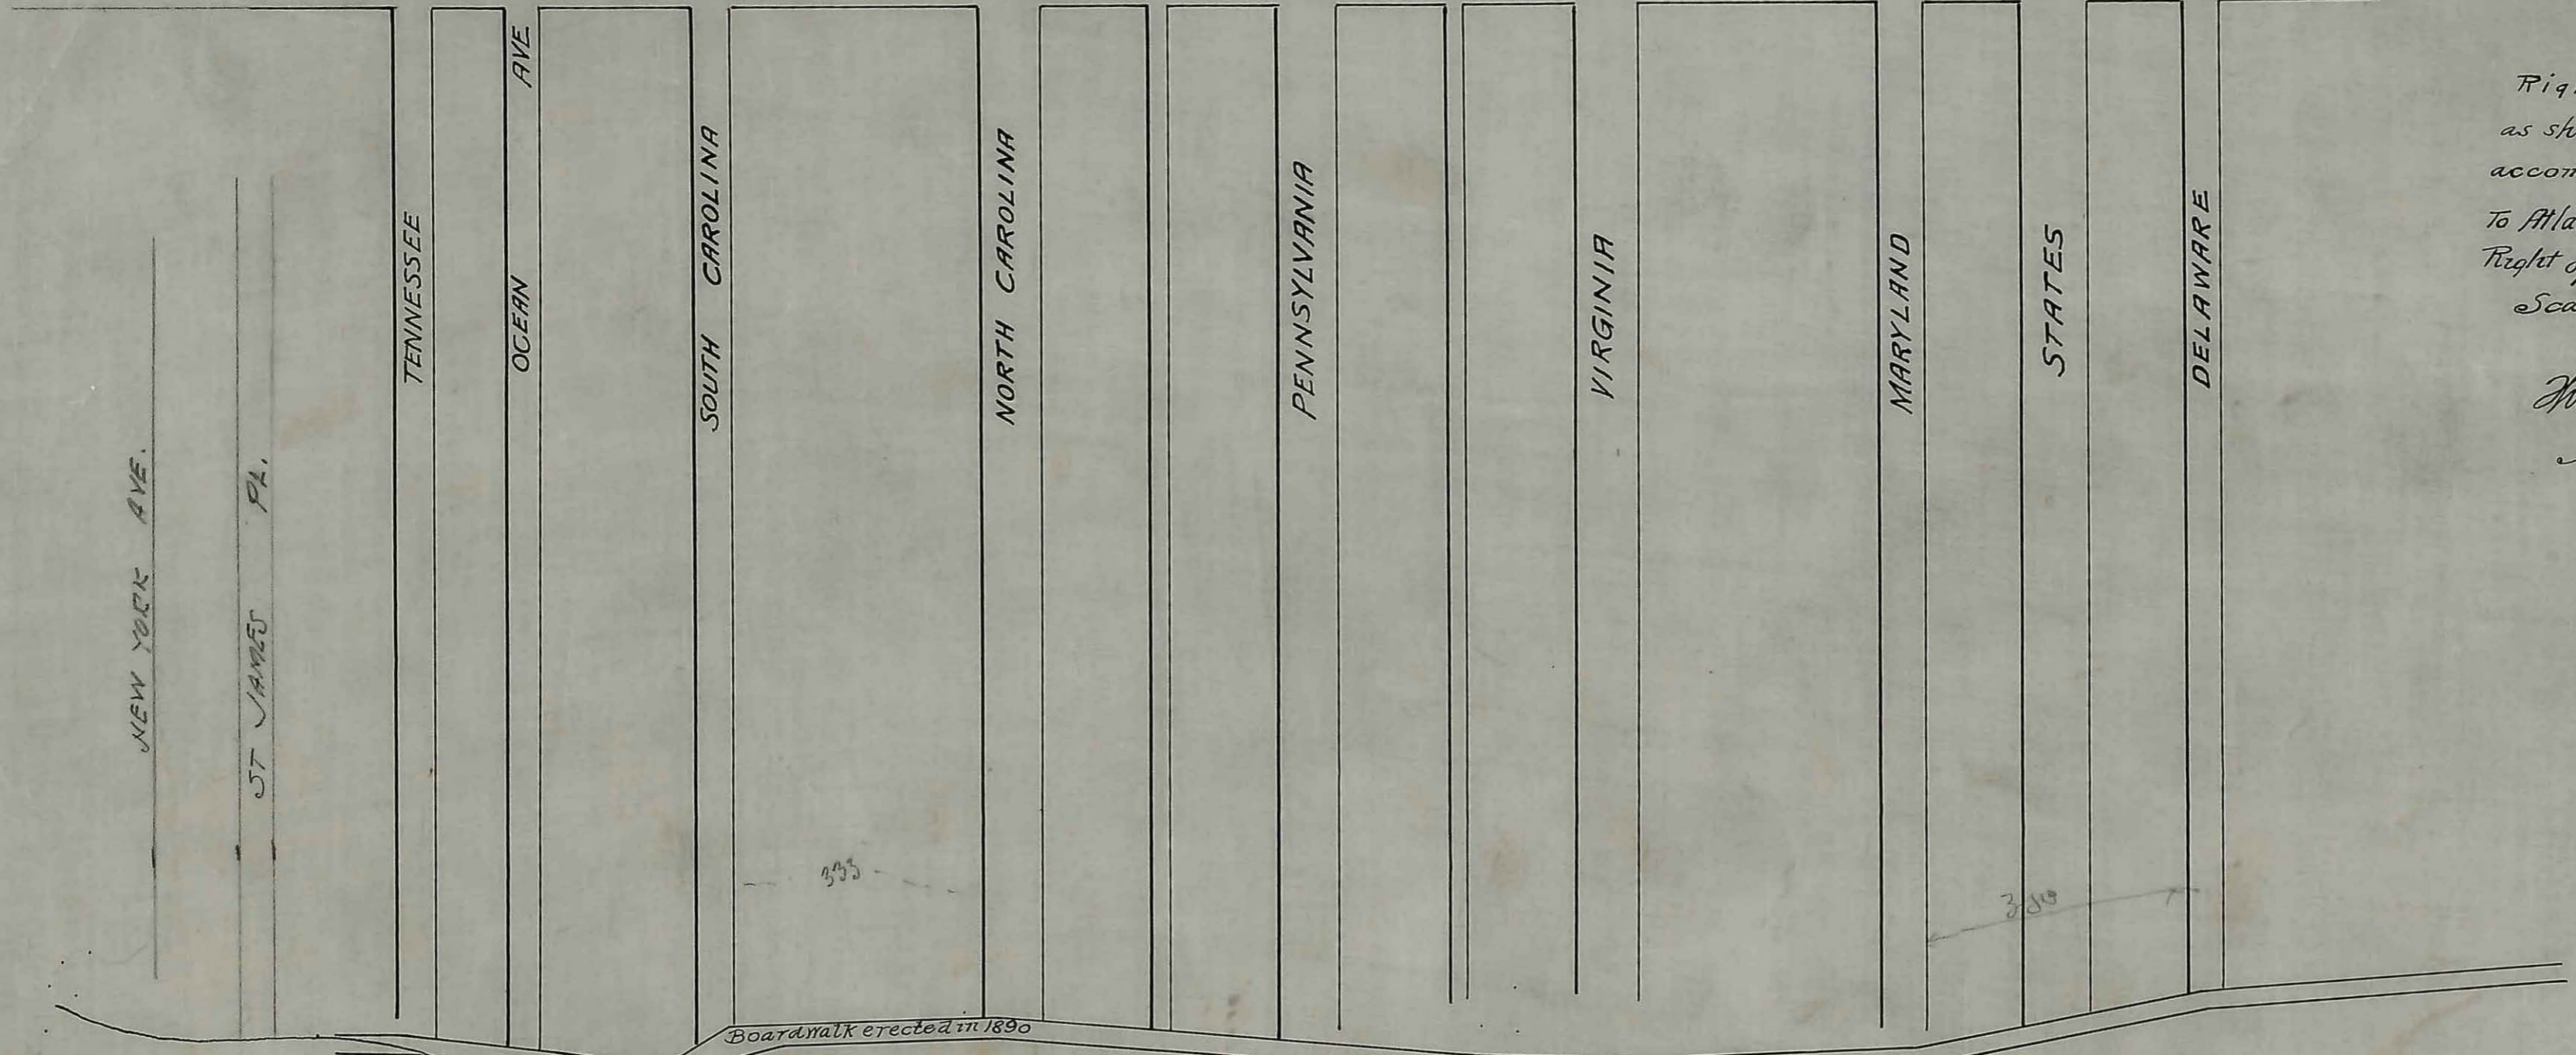 NEW YORK AVE.
ST JAMES PL.
TENNESSEE
OCEAN AVE
SOUTH CAROLINA
NORTH CAROLINA
PENNSYLVANIA
VIRGINIA
MARYLAND
STATES
DELAWARE
Rig
as sh
accom
To Atla
Right
Sca
333
Boardwalk erected in 1890